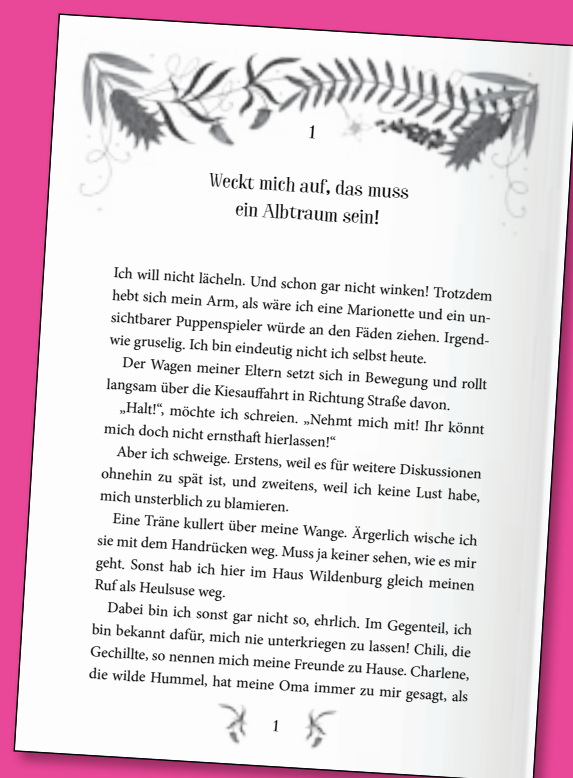 1
Weckt mich auf, das muss
ein Albtraum sein!
Ich will nicht lächeln. Und schon gar nicht winken! Trotzdem
hebt sich mein Arm, als wäre ich eine Marionette und ein un-
sichtbarer Puppenspieler würde an den Fäden ziehen. Irgend-
wie gruselig. Ich bin eindeutig nicht ich selbst heute.
Der Wagen meiner Eltern setzt sich in Bewegung und rollt
langsam über die Kiesauffahrt in Richtung Straße davon.
„Halt!“, möchte ich schreien. „Nehmt mich mit! Ihr könnt
mich doch nicht ernsthaft hierlassen!“
Aber ich schweige. Erstens, weil es für weitere Diskussionen
ohnehin zu spät ist, und zweitens, weil ich keine Lust habe,
mich unsterblich zu blamieren.
Eine Träne kullert über meine Wange. Ärgerlich wische ich
sie mit dem Handrücken weg. Muss ja keiner sehen, wie es mir
geht. Sonst hab ich hier im Haus Wildenburg gleich meinen
Ruf als Heulsuse weg.
Dabei bin ich sonst gar nicht so, ehrlich. Im Gegenteil, ich
bin bekannt dafür, mich nie unterkriegen zu lassen! Chili, die
Gechillte, so nennen mich meine Freunde zu Hause. Charlene,
die wilde Hummel, hat meine Oma immer zu mir gesagt, als
1